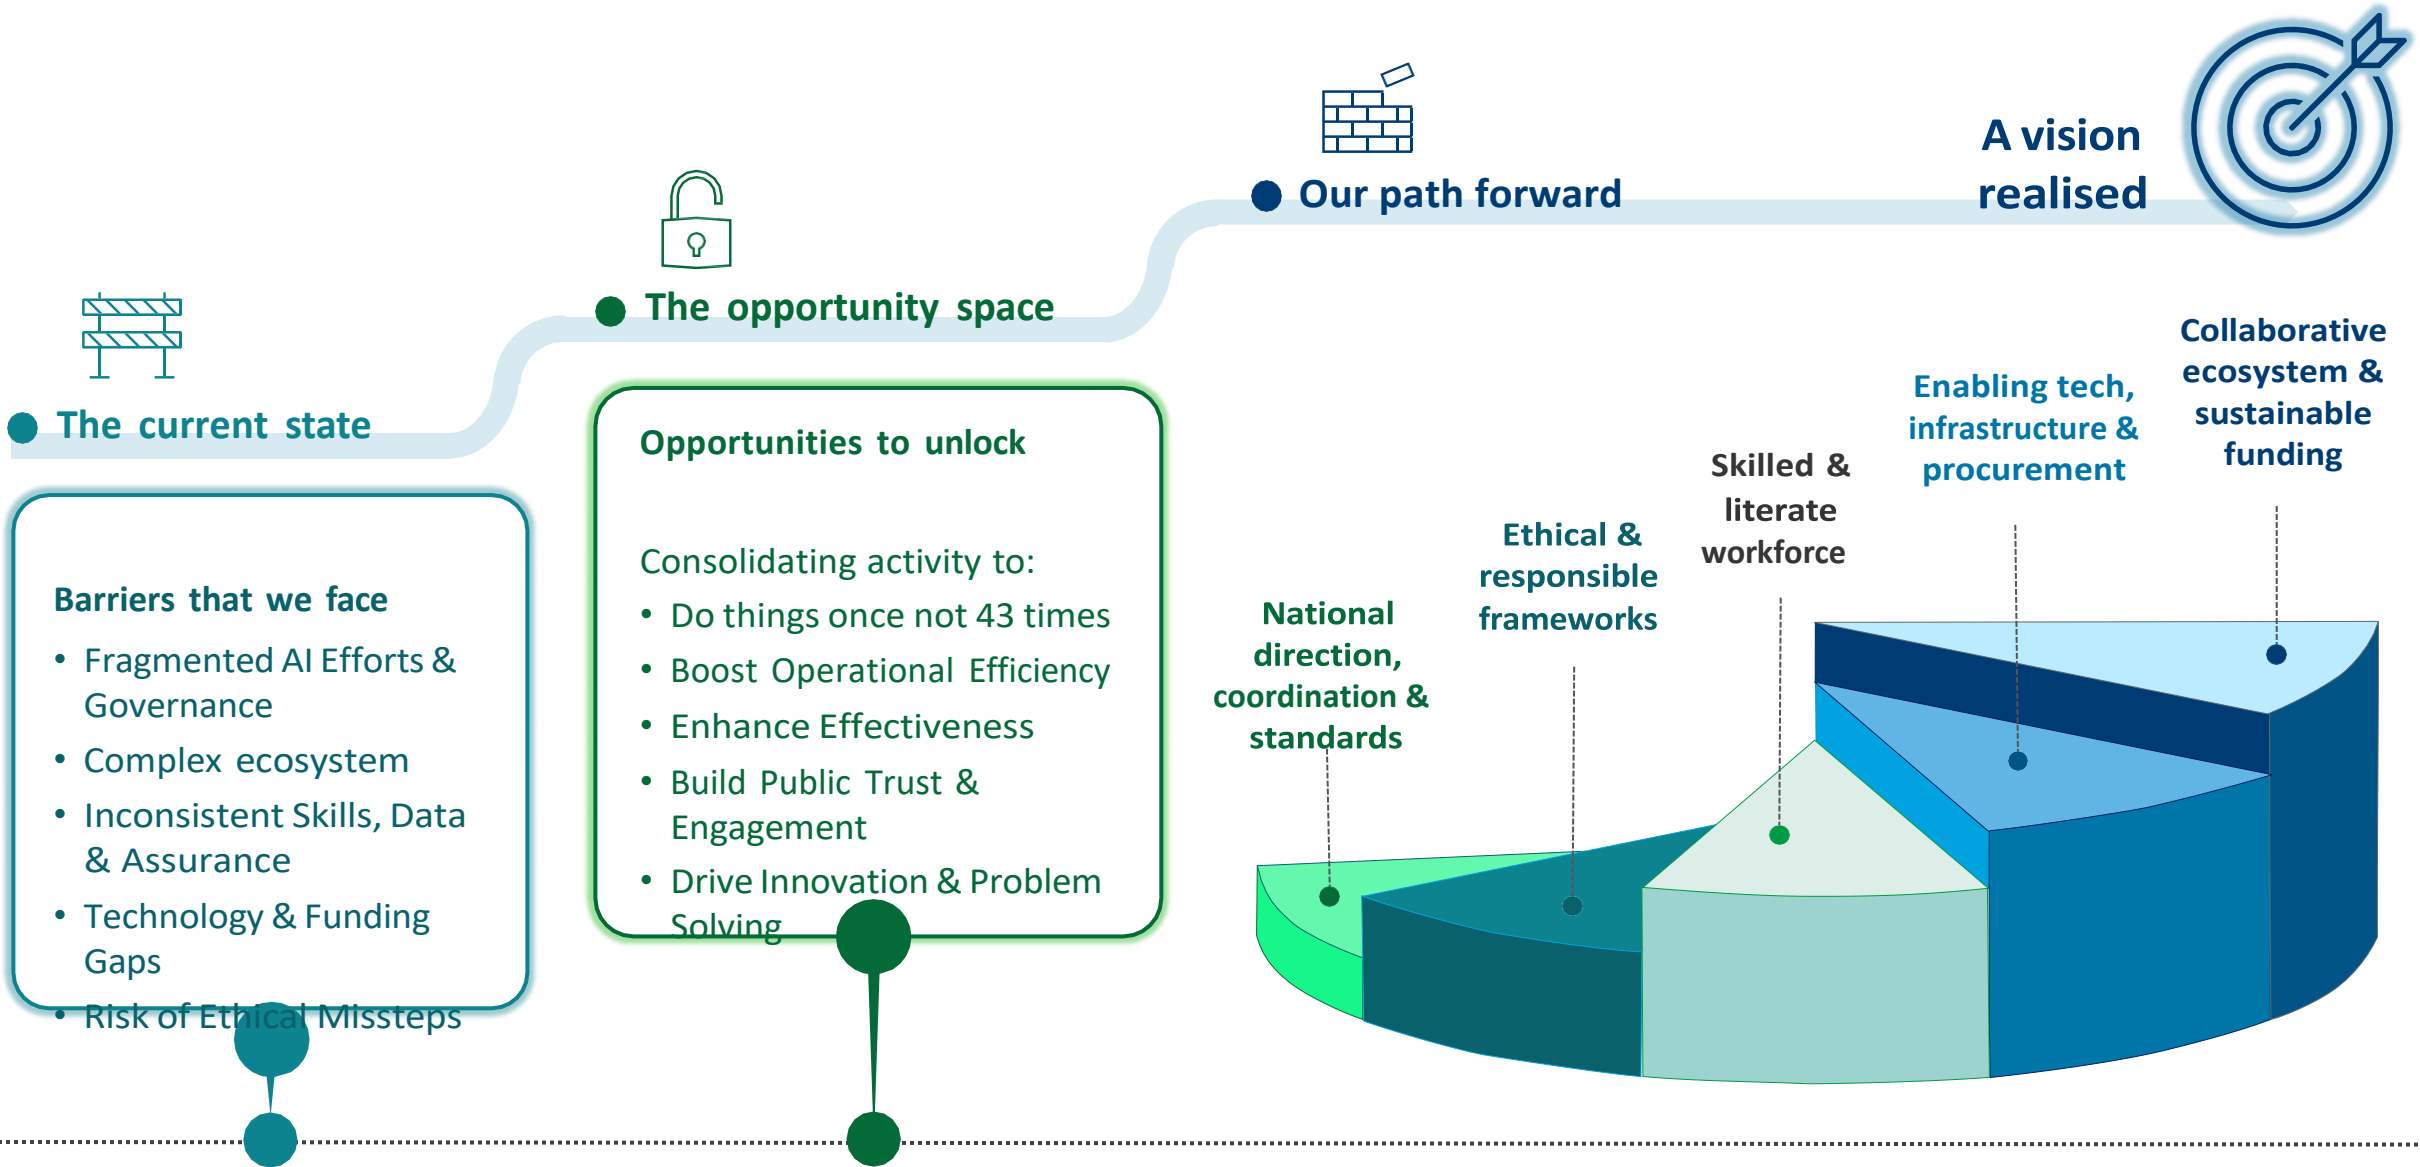 The current state
Barriers that we face
• Fragmented AI Efforts &
Governance
• Complex ecosystem
• Inconsistent Skills, Data
& Assurance
• Technology & Funding
Gaps
• Risk of Ethical Missteps
The opportunity space
Opportunities to unlock
Consolidating activity to:
• Do things once not 43 times
• Boost Operational Efficiency
• Enhance Effectiveness
• Build Public Trust &
Engagement
• Drive Innovation & Problem
Solving
Our path forward
A vision
realised
National
direction,
coordination &
standards
Ethical &
responsible
frameworks
Skilled &
literate
workforce
Enabling tech,
infrastructure &
procurement
Collaborative
ecosystem &
sustainable
funding